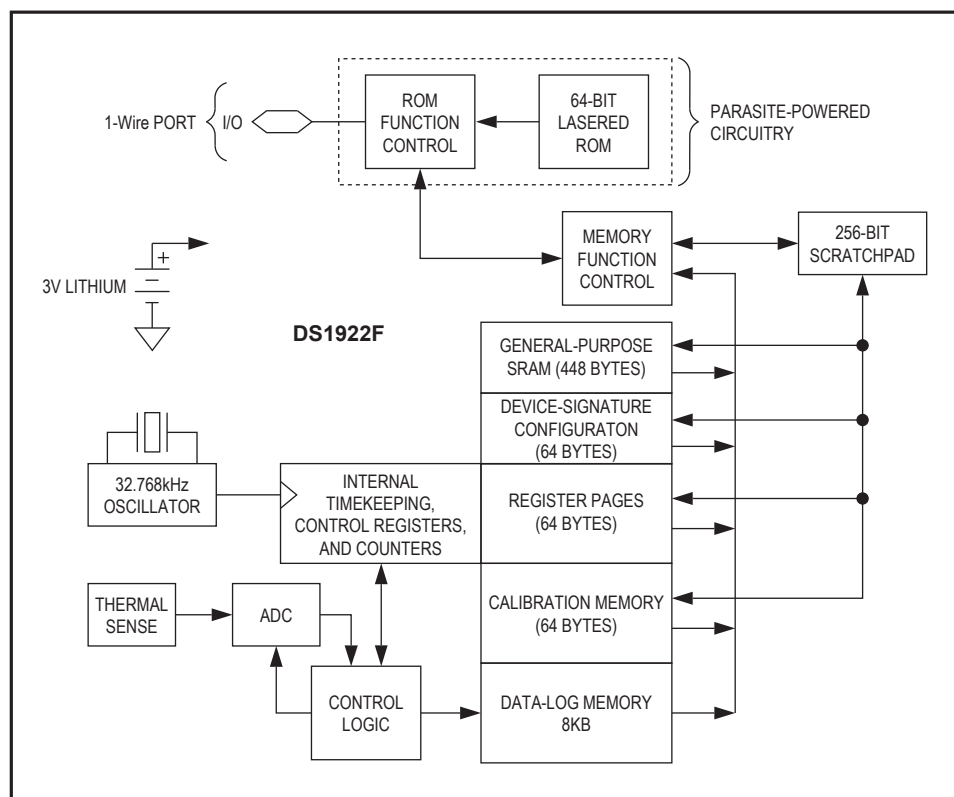 1-Wire PORT
I/O
ROM
FUNCTION
CONTROL
64-BIT
LASERED
ROM
PARASITE-POWERED
CIRCUITRY
MEMORY
FUNCTION
CONTROL
256-BIT
SCRATCHPAD
+
3V LITHIUM
DS1922F
GENERAL-PURPOSE
SRAM (448 BYTES)
DEVICE-SIGNATURE
CONFIGURATON
(64 BYTES)
32.768kHz
OSCILLATOR
INTERNAL
TIMEKEEPING,
CONTROL REGISTERS,
AND COUNTERS
REGISTER PAGES
(64 BYTES)
THERMAL
SENSE
ADC
CALIBRATION MEMORY
(64 BYTES)
CONTROL
LOGIC
DATA-LOG MEMORY
8KB